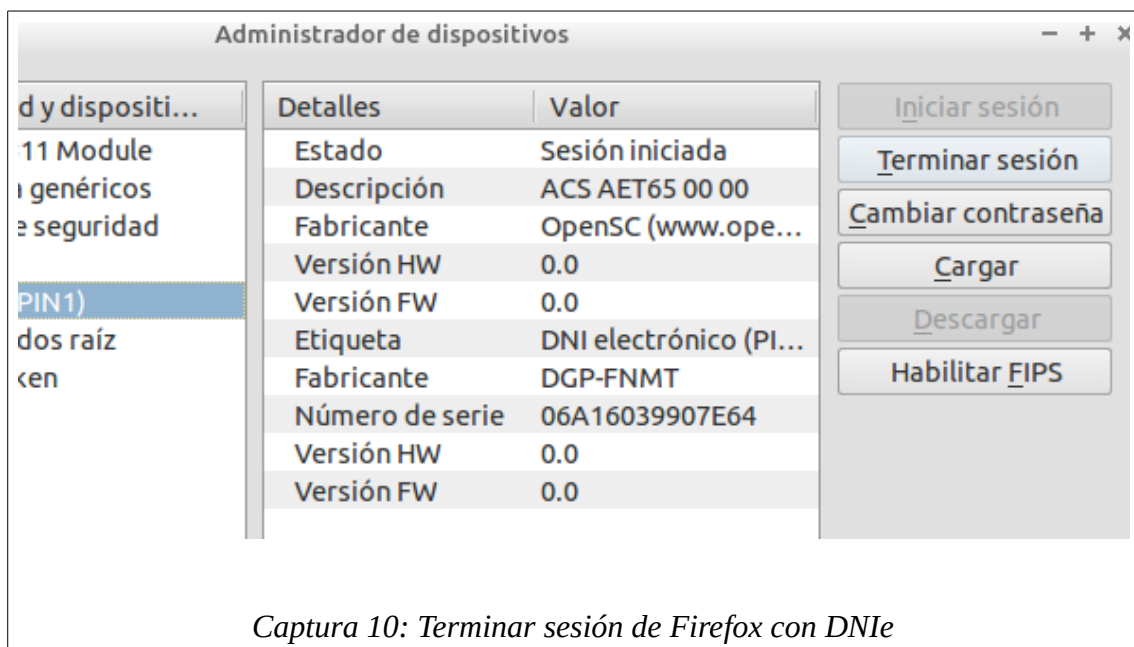 Administrador de dispositivos
d y dispositi...
11 Module
genéricos
e seguridad
PIN1)
dos raíz
ken
Detalles Valor
Estado Sesión iniciada
Descripción ACS AET65 00 00
Fabricante OpenSC (www.ope...
Versión HW 0.0
Versión FW 0.0
Etiqueta DNI electrónico (PI...
Fabricante DGP-FNMT
Número de serie 06A16039907E64
Versión HW 0.0
Versión FW 0.0
Iniciar sesión
Terminar sesión
Cambiar contraseña
Cargar
Descargar
Habilitar FIPS
Captura 10: Terminar sesión de Firefox con DNIe